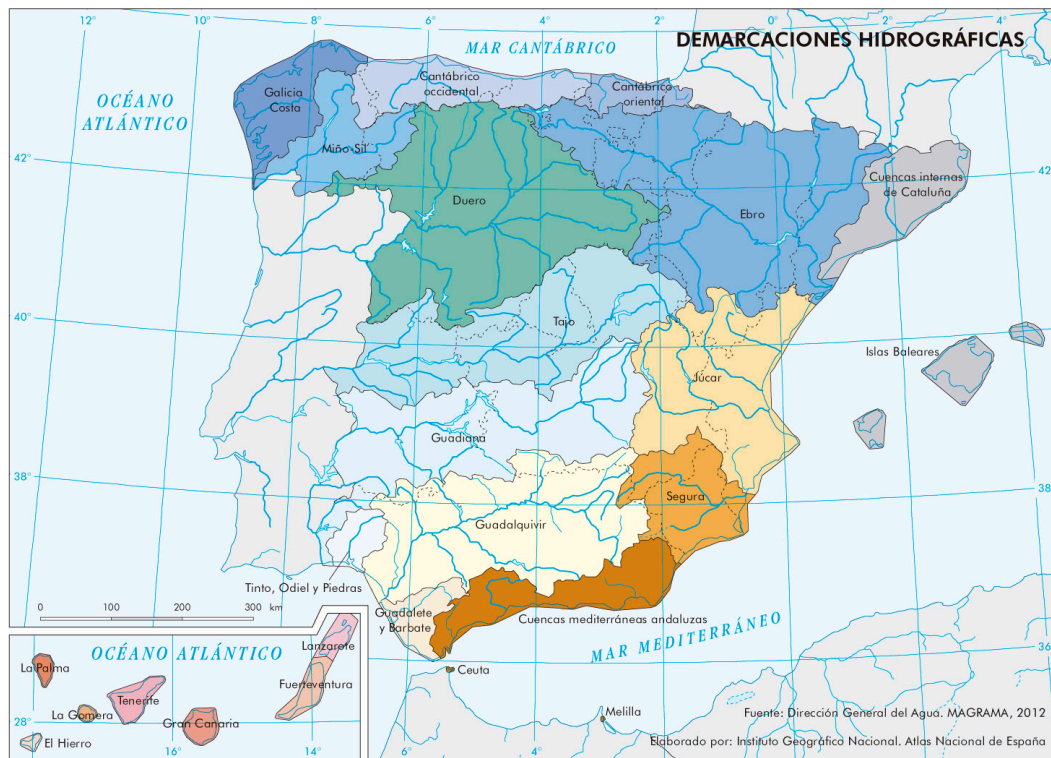 12°
10°
8°
6°
4°
2°
0°
2°
4°
MAR CANTÁBRICO
DEMARCACIONES HIDROGRÁFICAS
OCÉANO
ATLÁNTICO
Galicia
Costa
Cantábrico
occidental
Cantábrico
oriental
42°
Miño-Sil
Duero
Ebro
Cuencas internas
de Cataluña
42
40°
Tajo
Islas Baleares
Júcar
Guadiana
38°
Segura
38
Guadalquivir
Tinto, Odiel y Piedras
0 100 200 300 km
Guadalete
y Barbate
Cuencas mediterráneas andaluzas
MAR MEDITERRÁNEO
36
Ceuta
Melilla
OCÉANO ATLÁNTICO
Lanzarote
La Palma
Fuerteventura
Tenerife
La Gomera
Gran Canaria
28°
El Hierro
16°
14°
6°
4°
Fuente: Dirección General del Agua. MAGRAMA, 2012
Elaborado por: Instituto Geográfico Nacional. Atlas Nacional de España